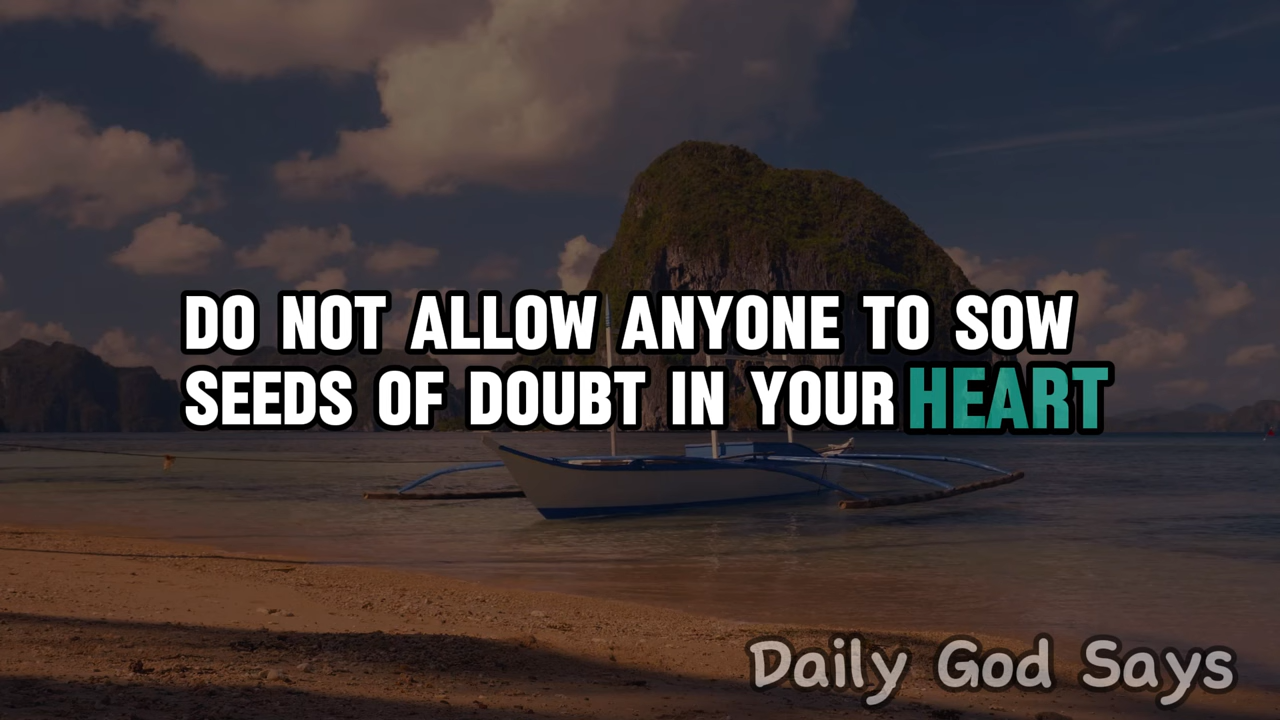 DO NOT ALLOW ANYONE TO SOW
SEEDS OF DOUBT IN YOUR HEART
Daily God Says